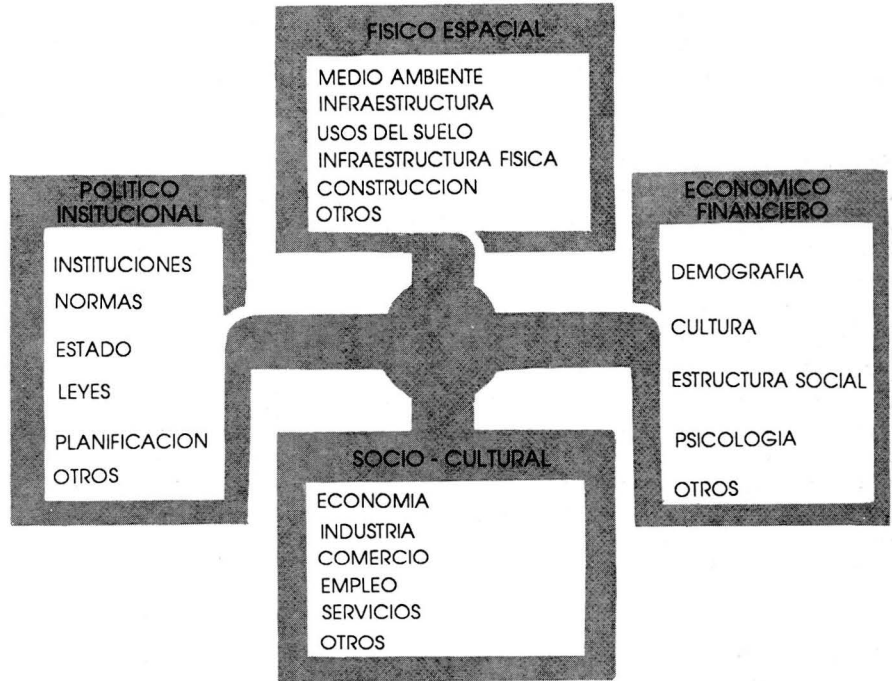 FISICO ESPACIAL
MEDIO AMBIENTE
INFRAESTRUCTURA
USOS DEL SUELO
INFRAESTRUCTURA FISICA
CONSTRUCCION
OTROS
POLITICO
INSITUCIONAL
INSTITUCIONES
NORMAS
ESTADO
LEYES
PLANIFICACION
OTROS
ECONOMICO
FINANCIERO
DEMOGRAFIA
CULTURA
ESTRUCTURA SOCIAL
PSICOLOGIA
OTROS
SOCIO - CULTURAL
ECONOMIA
INDUSTRIA
COMERCIO
EMPLEO
SERVICIOS
OTROS